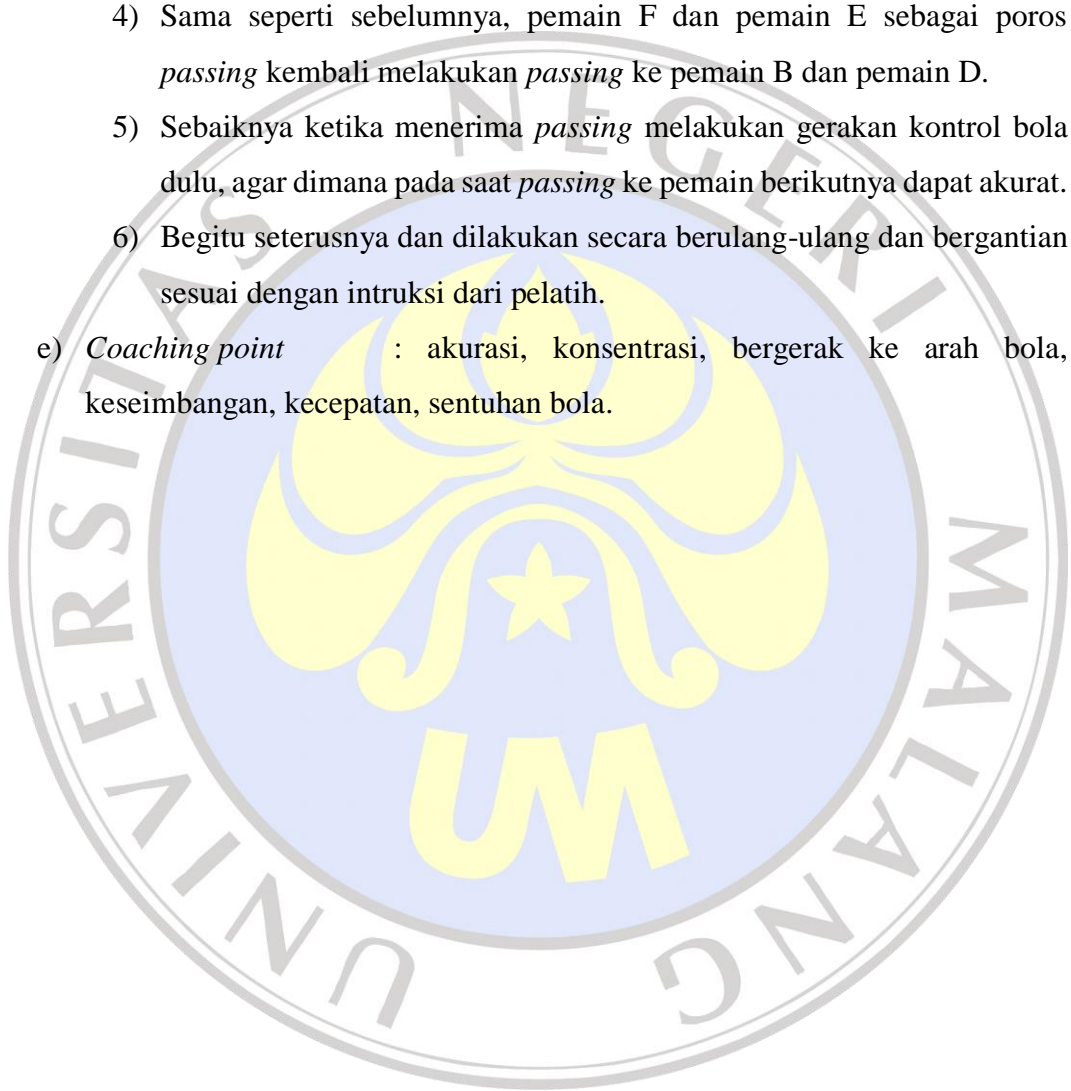 4) Sama seperti sebelumnya, pemain F dan pemain E sebagai poros
passing kembali melakukan passing ke pemain B dan pemain D.
5) Sebaiknya ketika menerima passing melakukan gerakan kontrol bola
dulu, agar dimana pada saat passing ke pemain berikutnya dapat akurat.
6) Begitu seterusnya dan dilakukan secara berulang-ulang dan bergantian
sesuai dengan intruksi dari pelatih.
e) Coaching point : akurasi, konsentrasi, bergerak ke arah bola,
keseimbangan, kecepatan, sentuhan bola.
UNIVERSITAS NEGERI MALANG
UM